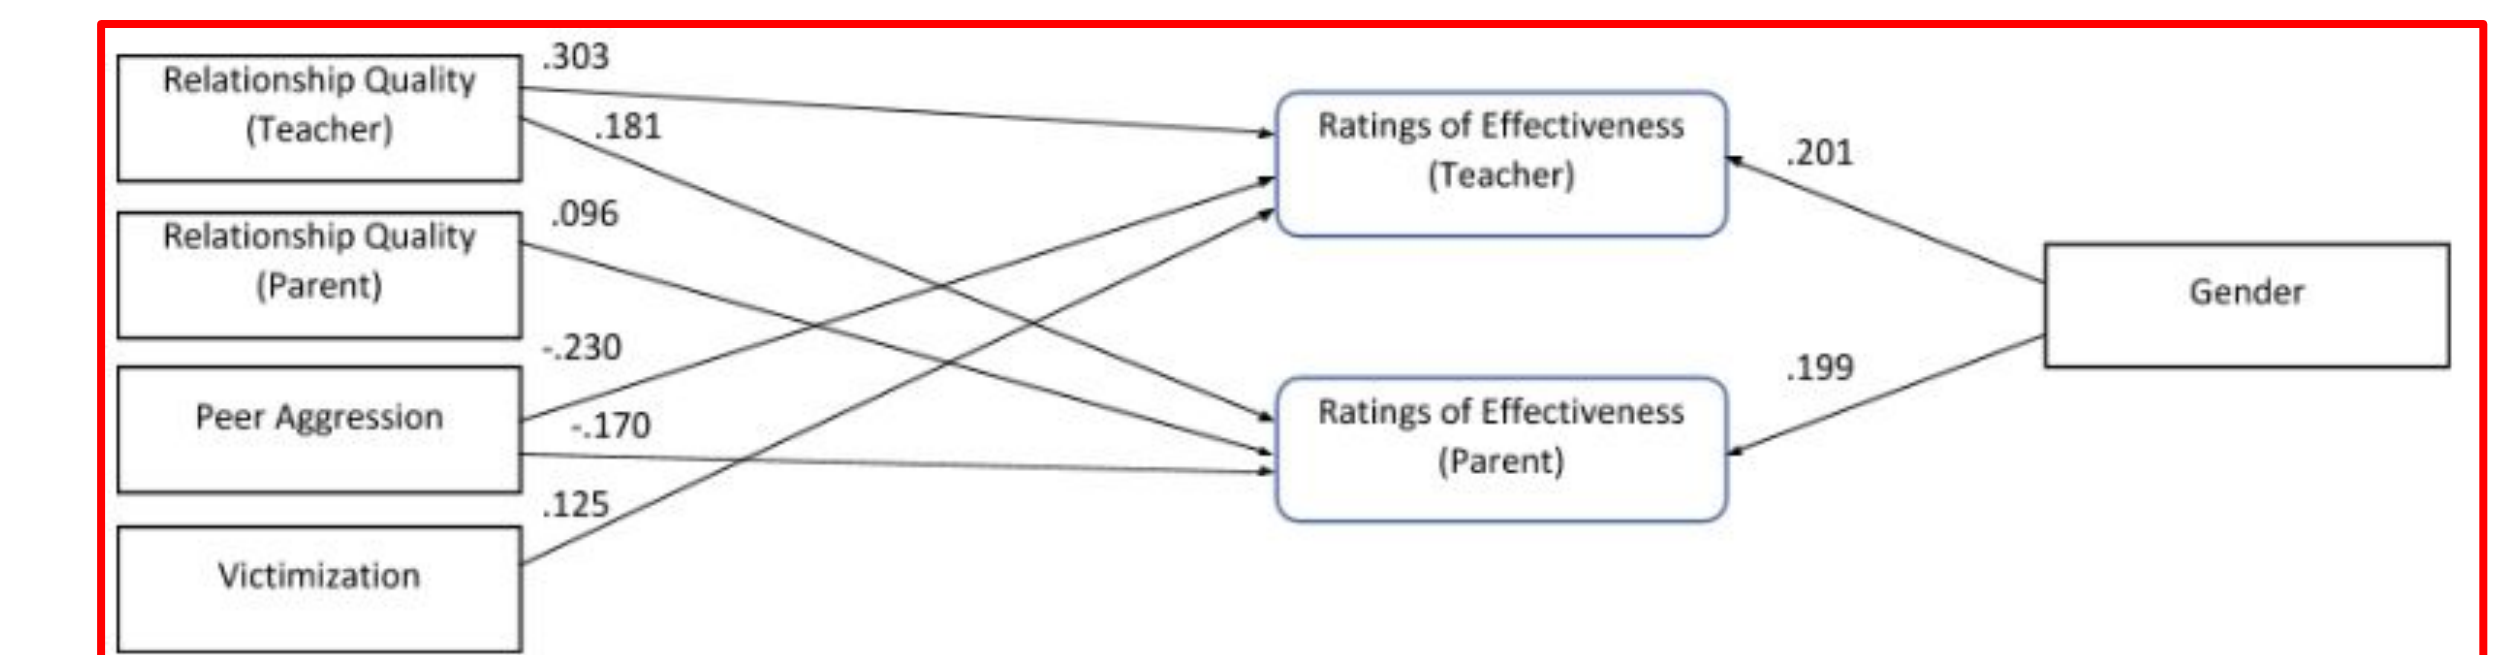 .303
Relationship Quality
(Teacher)
.181
.096
Relationship Quality
(Parent)
-.230
Peer Aggression
-.170
.125
Victimization
Ratings of Effectiveness
(Teacher)
Ratings of Effectiveness
(Parent)
.201
Gender
.199